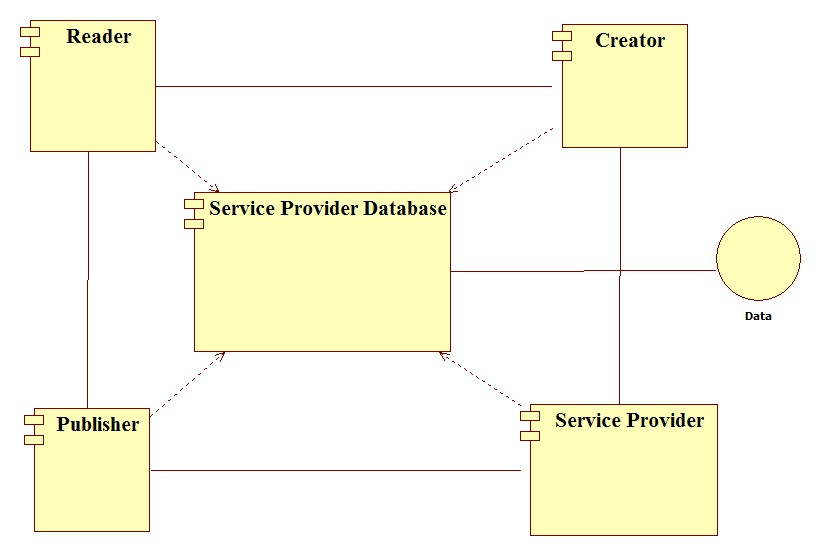 Reader
Creator
Service Provider Database
Data
Publisher
Service Provider